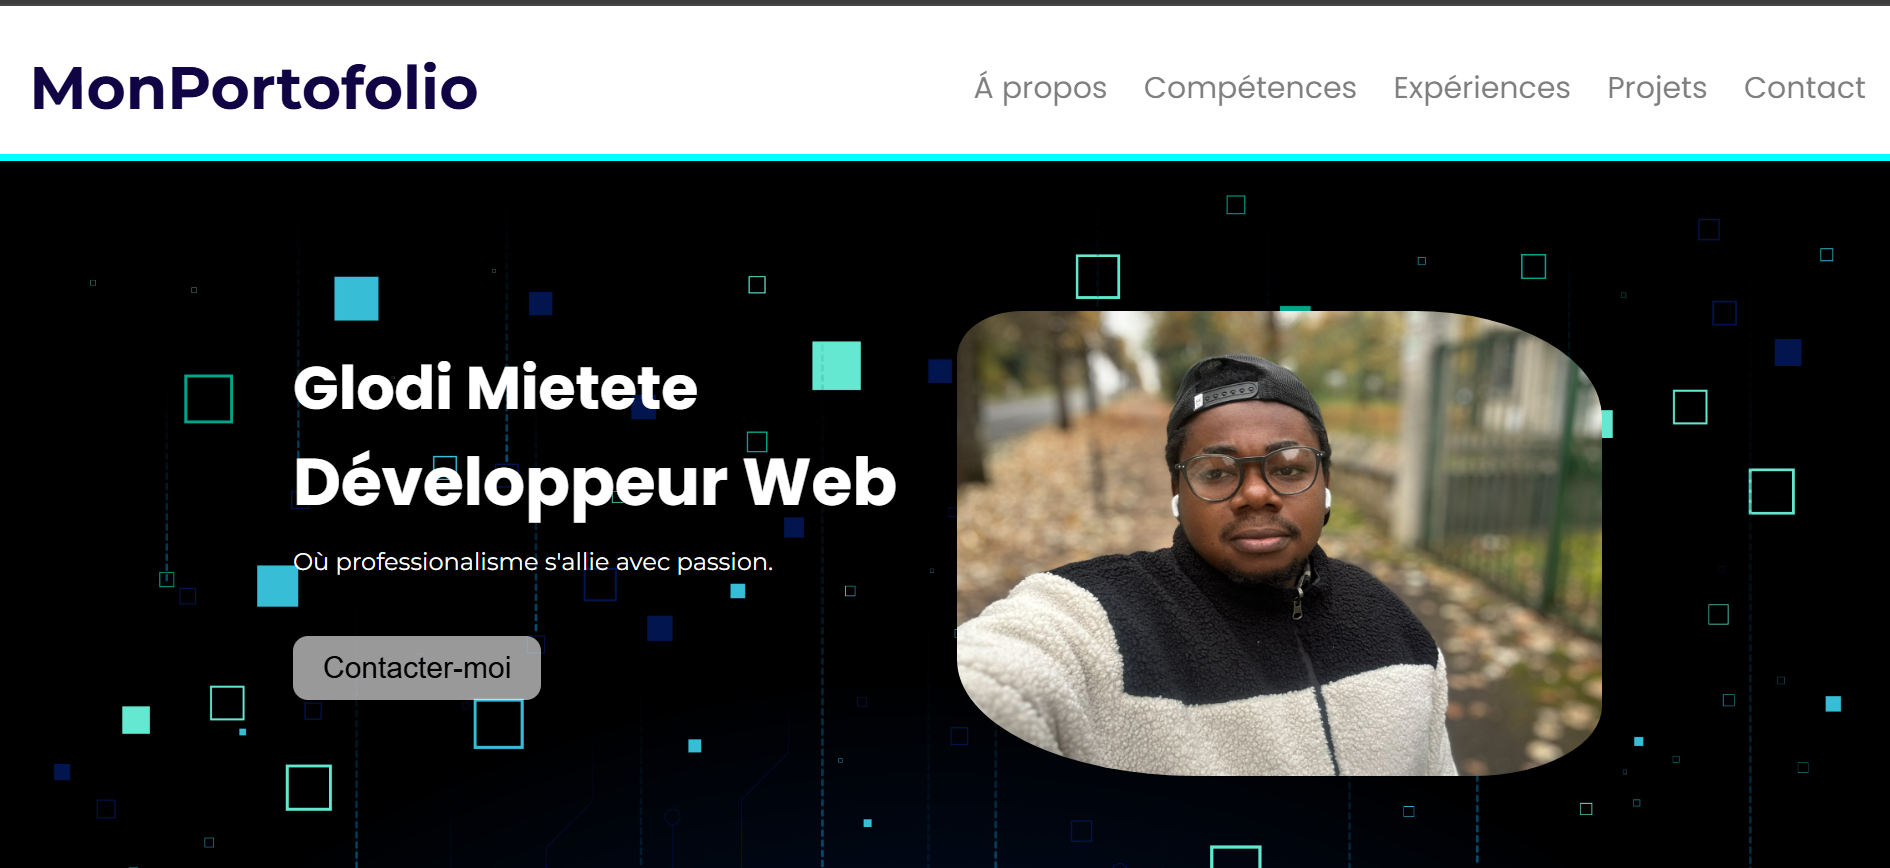 MonPortofolio
Á propos Compétences Expériences Projets Contact
Glodi Mietete
Développeur Web
Où professionalisme s'allie avec passion.
Contacter-moi